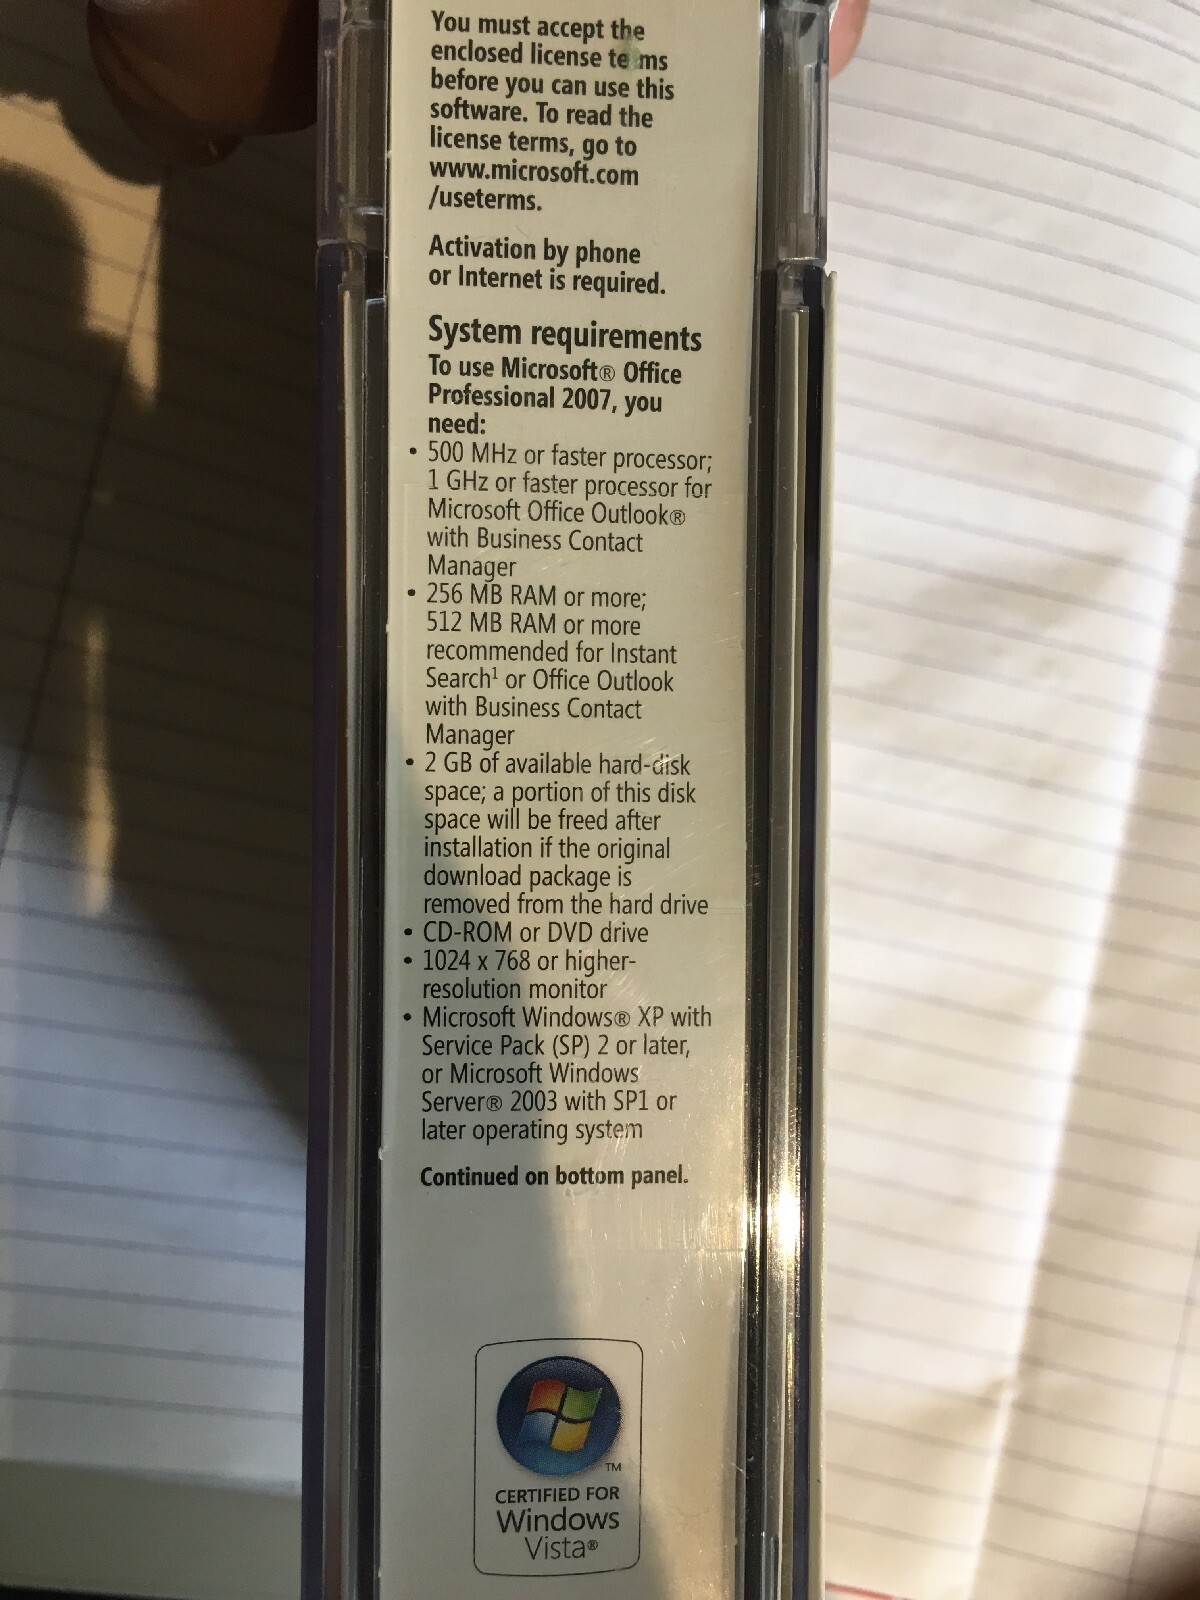 You must accept the
enclosed license terms
before you can use this
software. To read the
license terms, go to
www.microsoft.com
/useterms.
Activation by phone
or Internet is required.
System requirements
To use Microsoft® Office
Professional 2007, you
need:
• 500 MHz or faster processor;
1 GHz or faster processor for
Microsoft Office Outlook®
with Business Contact
Manager
• 256 MB RAM or more;
512 MB RAM or more
recommended for Instant
Search¹ or Office Outlook
with Business Contact
Manager
• 2 GB of available hard-disk
space; a portion of this disk
space will be freed after
installation if the original
download package is
removed from the hard drive
• CD-ROM or DVD drive
• 1024 x 768 or higher-
resolution monitor
• Microsoft Windows® XP with
Service Pack (SP) 2 or later,
or Microsoft Windows
Server® 2003 with SP1 or
later operating system
Continued on bottom panel.
TM
CERTIFIED FOR
Windows
Vista®